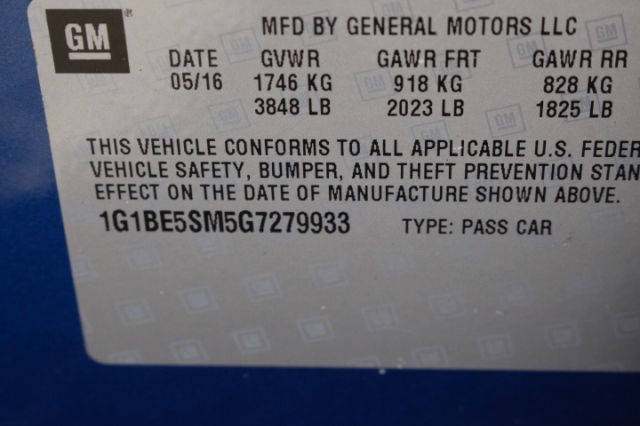 GM
MFD BY GENERAL MOTORS LLC
DATE GVWR GAWR FRT GAWR RR
05/16 1746 KG 918 KG 828 KG
3848 LB 2023 LB 1825 LB
THIS VEHICLE CONFORMS TO ALL APPLICABLE U.S. FEDER
VEHICLE SAFETY, BUMPER, AND THEFT PREVENTION STAN
EFFECT ON THE DATE OF MANUFACTURE SHOWN ABOVE.
1G1BE5SM5G7279933 TYPE: PASS CAR